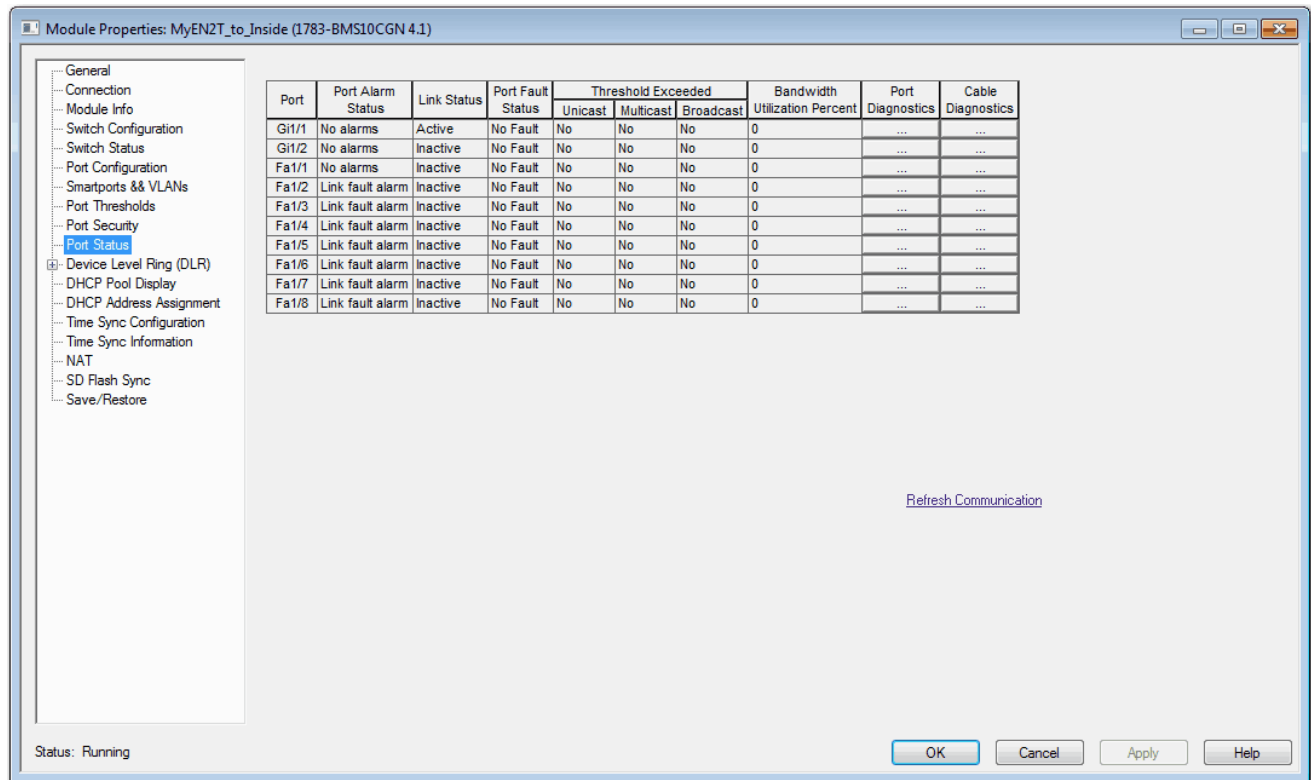 Module Properties: MyEN2T_to_Inside (1783-BMS10CGN 4.1)
General
Connection
Module Info
Switch Configuration
Switch Status
Port Configuration
Smartports && VLANs
Port Thresholds
Port Security
Port Status
Device Level Ring (DLR)
DHCP Pool Display
DHCP Address Assignment
Time Sync Configuration
Time Sync Information
NAT
SD Flash Sync
Save/Restore
Port Port Alarm Status Link Status Port Fault Status Threshold Exceeded Bandwidth Utilization Percent Port Diagnostics Cable Diagnostics
Unicast Multicast Broadcast
Gi1/1 No alarms Active No Fault No No No 0 ... ...
Gi1/2 No alarms Inactive No Fault No No No 0 ... ...
Fa1/1 No alarms Inactive No Fault No No No 0 ... ...
Fa1/2 Link fault alarm Inactive No Fault No No No 0 ... ...
Fa1/3 Link fault alarm Inactive No Fault No No No 0 ... ...
Fa1/4 Link fault alarm Inactive No Fault No No No 0 ... ...
Fa1/5 Link fault alarm Inactive No Fault No No No 0 ... ...
Fa1/6 Link fault alarm Inactive No Fault No No No 0 ... ...
Fa1/7 Link fault alarm Inactive No Fault No No No 0 ... ...
Fa1/8 Link fault alarm Inactive No Fault No No No 0 ... ...
Refresh Communication
Status: Running
OK Cancel Apply Help